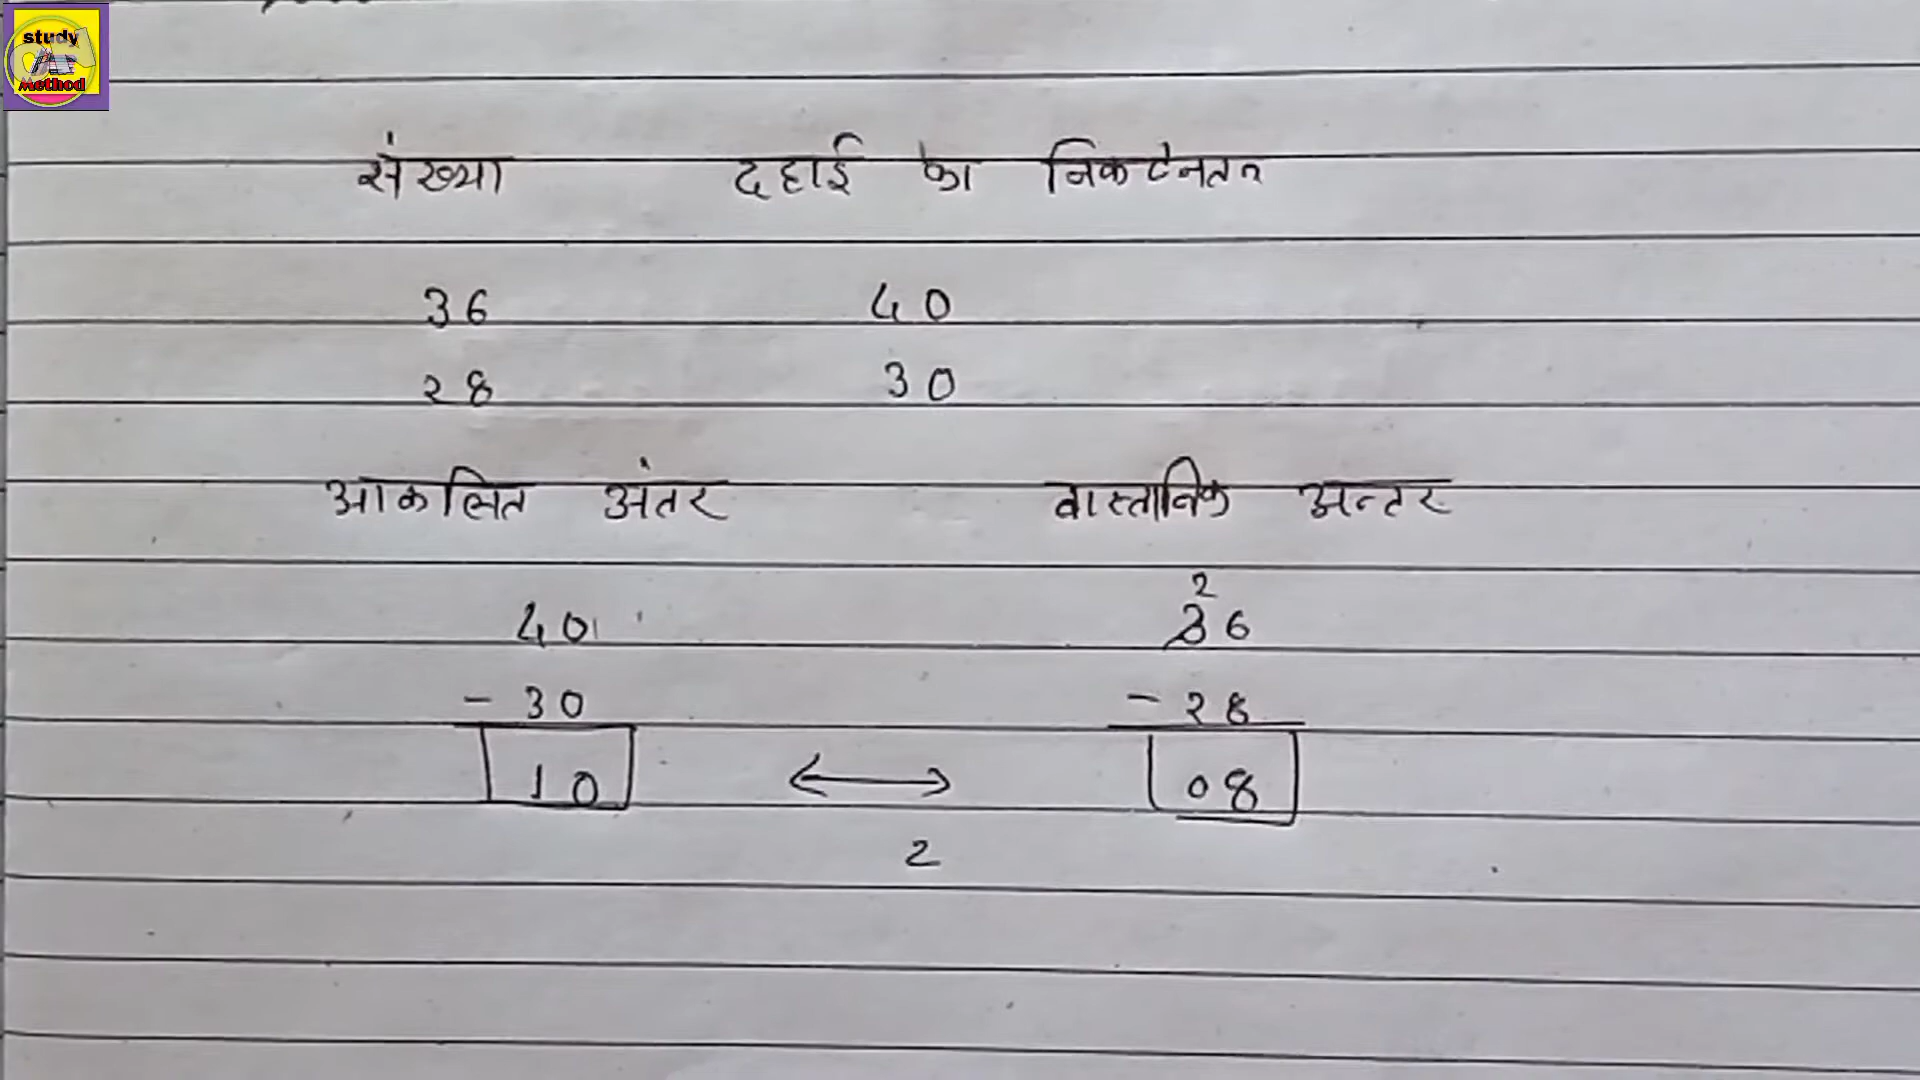 study
Method
संख्या दहाई का निकटनतन
36 40
28 30
आकलित अंतर वास्तविक अन्तर
40 2
36
- 30 - 28
10 08
2